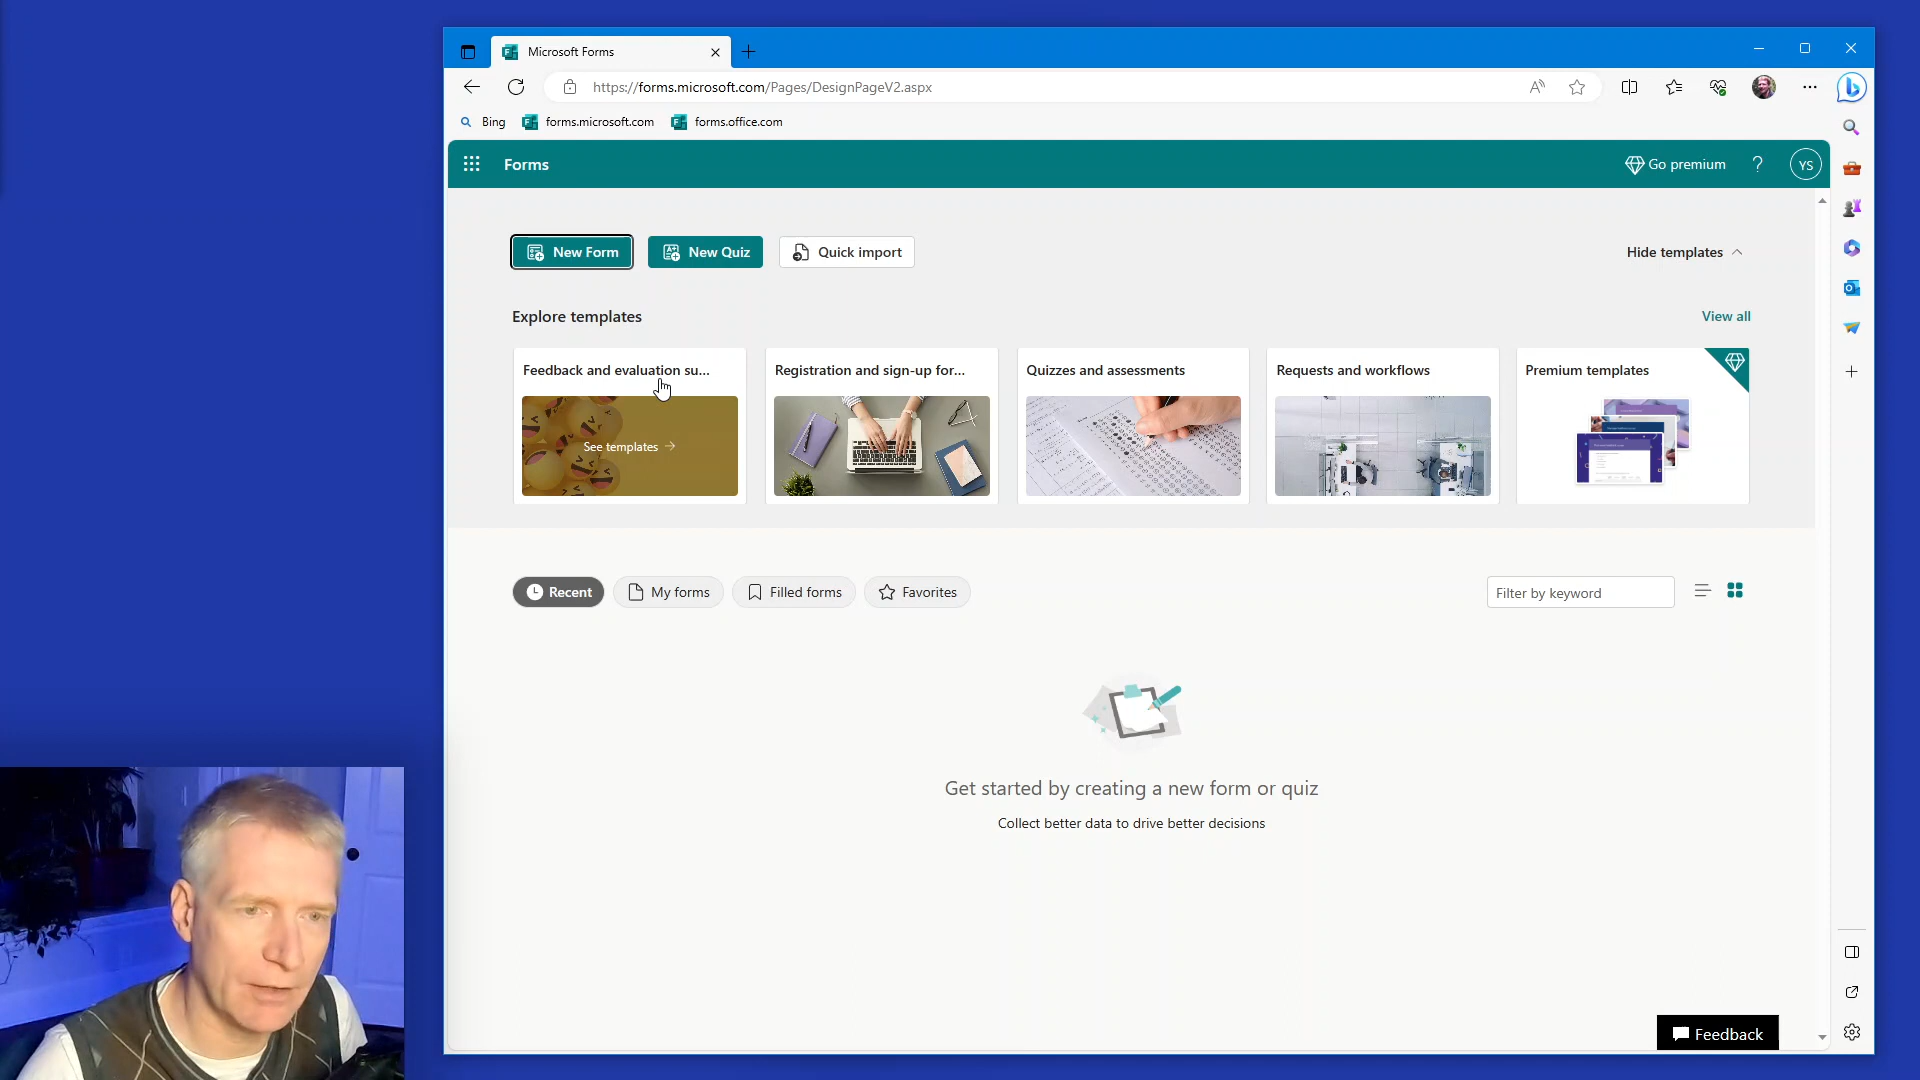 Microsoft Forms
https://forms.microsoft.com/Pages/DesignPageV2.aspx
Bing
forms.microsoft.com
forms.office.com
Forms
Go premium
?
YS
New Form
New Quiz
Quick import
Hide templates
Explore templates
View all
Feedback and evaluation su...
Registration and sign-up for...
Quizzes and assessments
Requests and workflows
Premium templates
See templates →
Recent
My forms
Filled forms
Favorites
Filter by keyword
Get started by creating a new form or quiz
Collect better data to drive better decisions
Feedback